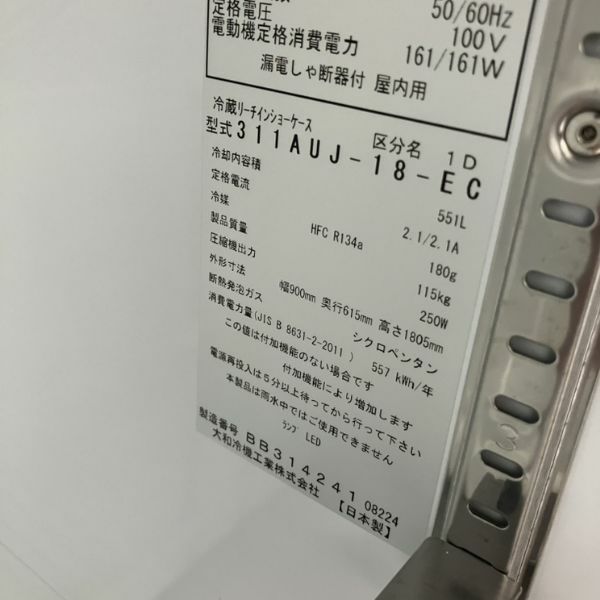 50/60Hz
定格電圧 100V
電動機定格消費電力 161/161W
漏電しゃ断器付 屋内用
冷蔵リーチインショーケース 区分名 1D
型式 311AUJ-18-EC
冷却内容積 551L
定格電流 2.1/2.1A
冷媒 HFC R134a 180g
製品質量 115kg
圧縮機出力 250W
外形寸法 幅900mm 奥行615mm 高さ1805mm
断熱発泡ガス シクロペンタン
消費電力量(JIS B 8631-2-2011 ) 557 kWh/年
この値は付加機能のない場合です
付加機能により増加します
電源再投入は5分以上待ってから行って下さい
本製品は雨水中ではご使用できません
ランプ LED
製造番号 BB314241 08224
大和冷機工業株式会社 【日本製】